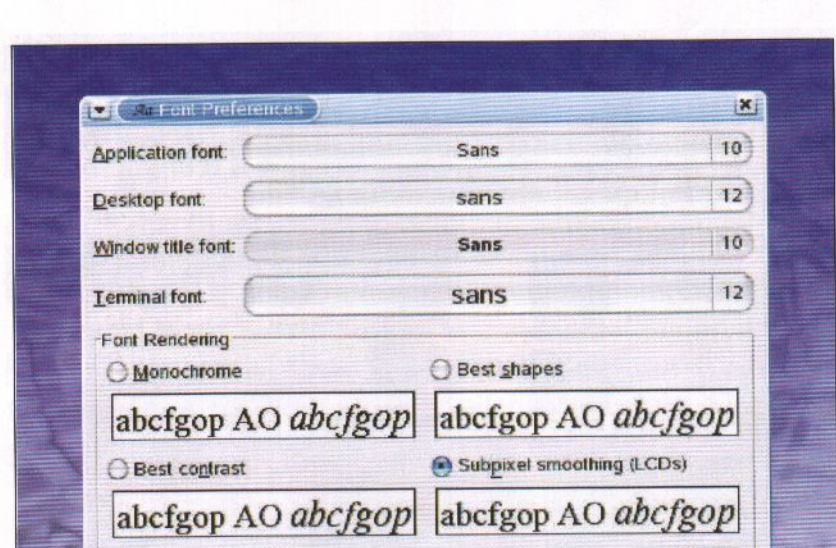 Aa Font Preferences
Application font: Sans 10
Desktop font: sans 12
Window title font: Sans 10
Terminal font: sans 12
Font Rendering
Monochrome Best shapes
abcfgop AO abcfgop abcfgop AO abcfgop
Best contrast Subpixel smoothing (LCDs)
abcfgop AO abcfgop abcfgop AO abcfgop